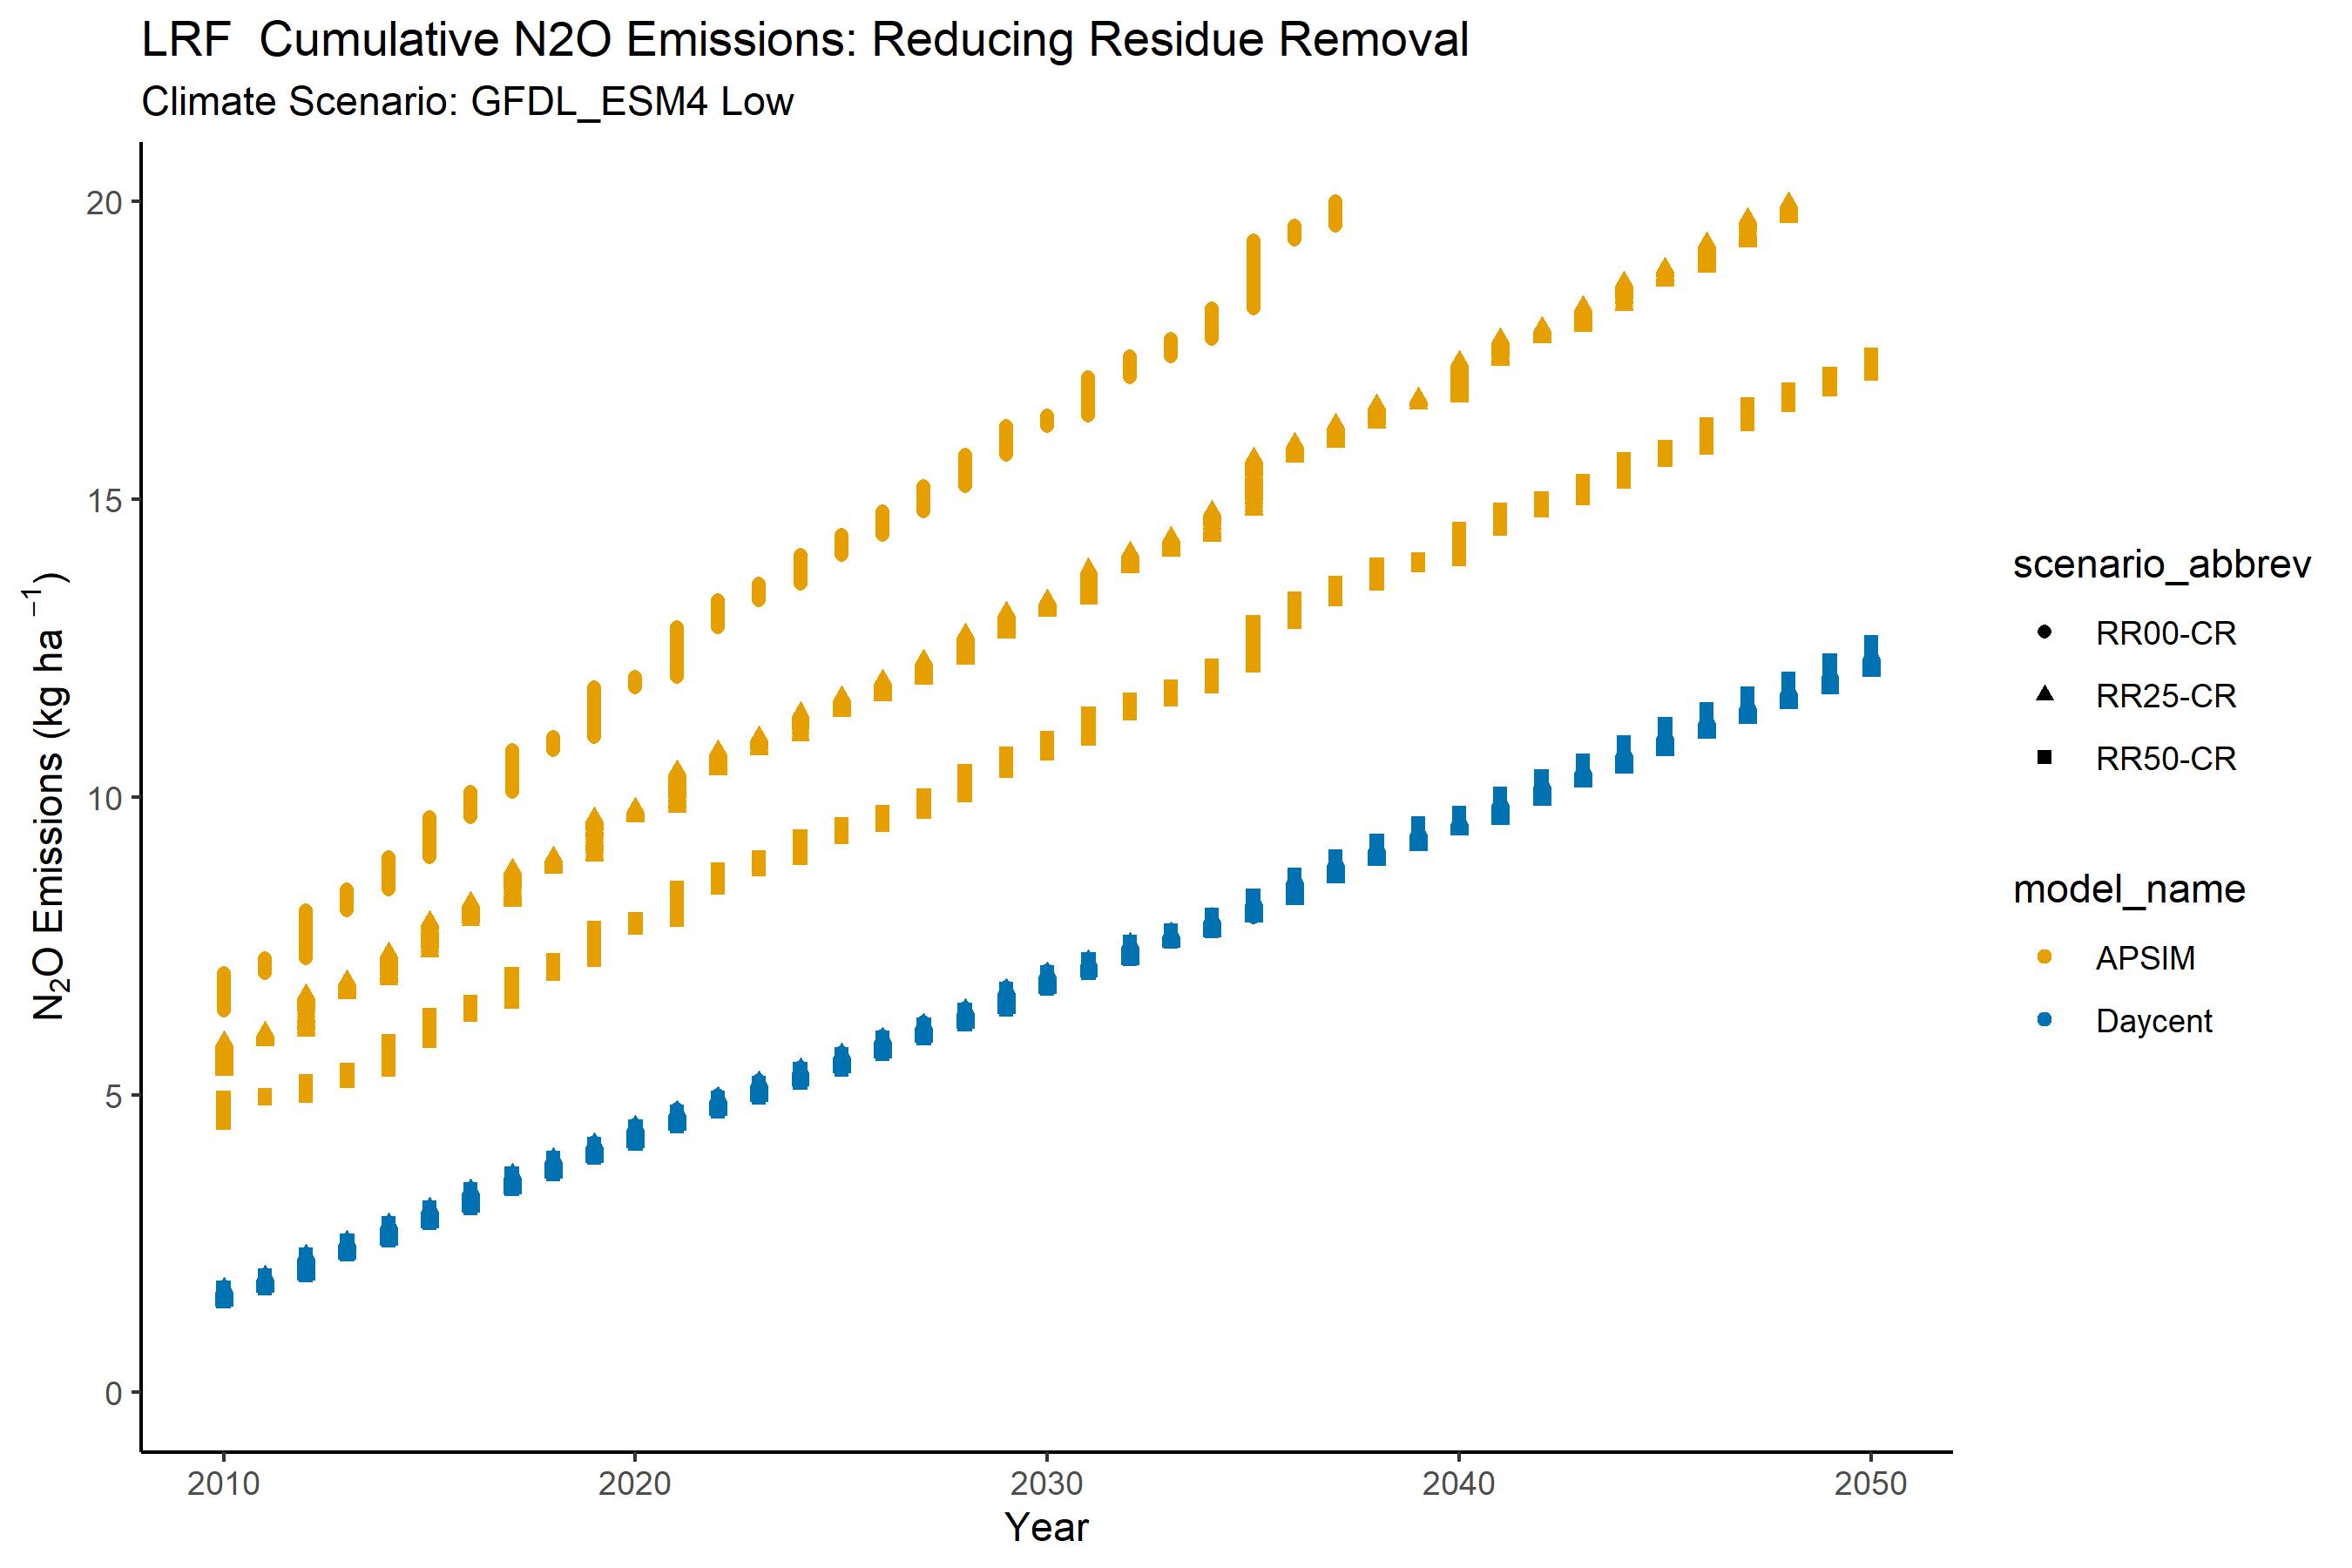 LRF  Cumulative N2O Emissions: Reducing Residue Removal
Climate Scenario: GFDL_ESM4 Low
N₂O Emissions (kg ha ⁻¹)
20
15
10
5
0
2010 2020 2030 2040 2050
Year
scenario_abbrev
RR00-CR
RR25-CR
RR50-CR
model_name
APSIM
Daycent